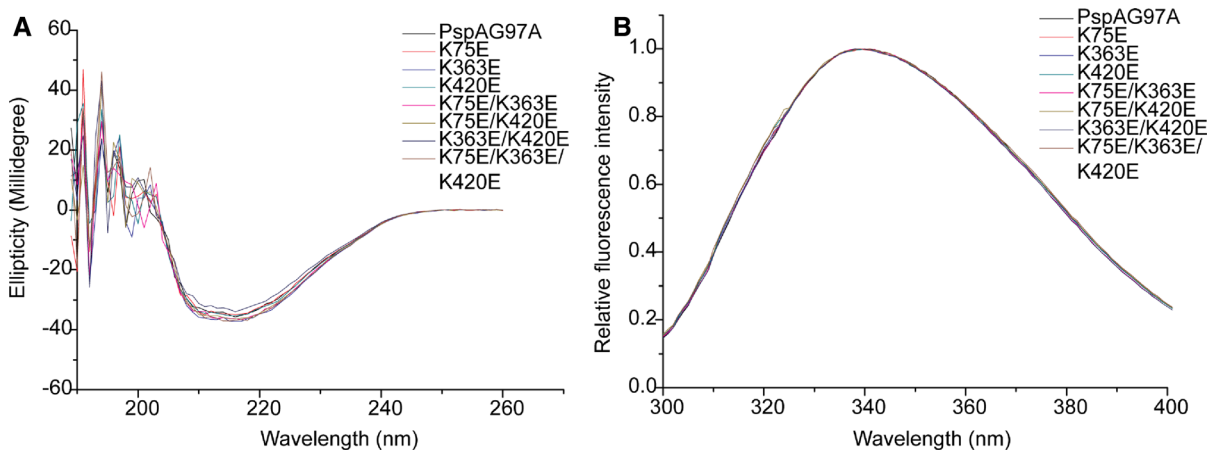 A
60
40
20
0
-20
-40
-60
Ellipticity (Millidegree)
200
220
240
260
Wavelength (nm)
PspAG97A
K75E
K363E
K420E
K75E/K363E
K75E/K420E
K363E/K420E
K75E/K363E/
K420E
B
1.0
0.8
0.6
0.4
0.2
0.0
Relative fluorescence intensity
300
320
340
360
380
400
Wavelength (nm)
PspAG97A
K75E
K363E
K420E
K75E/K363E
K75E/K420E
K363E/K420E
K75E/K363E/
K420E